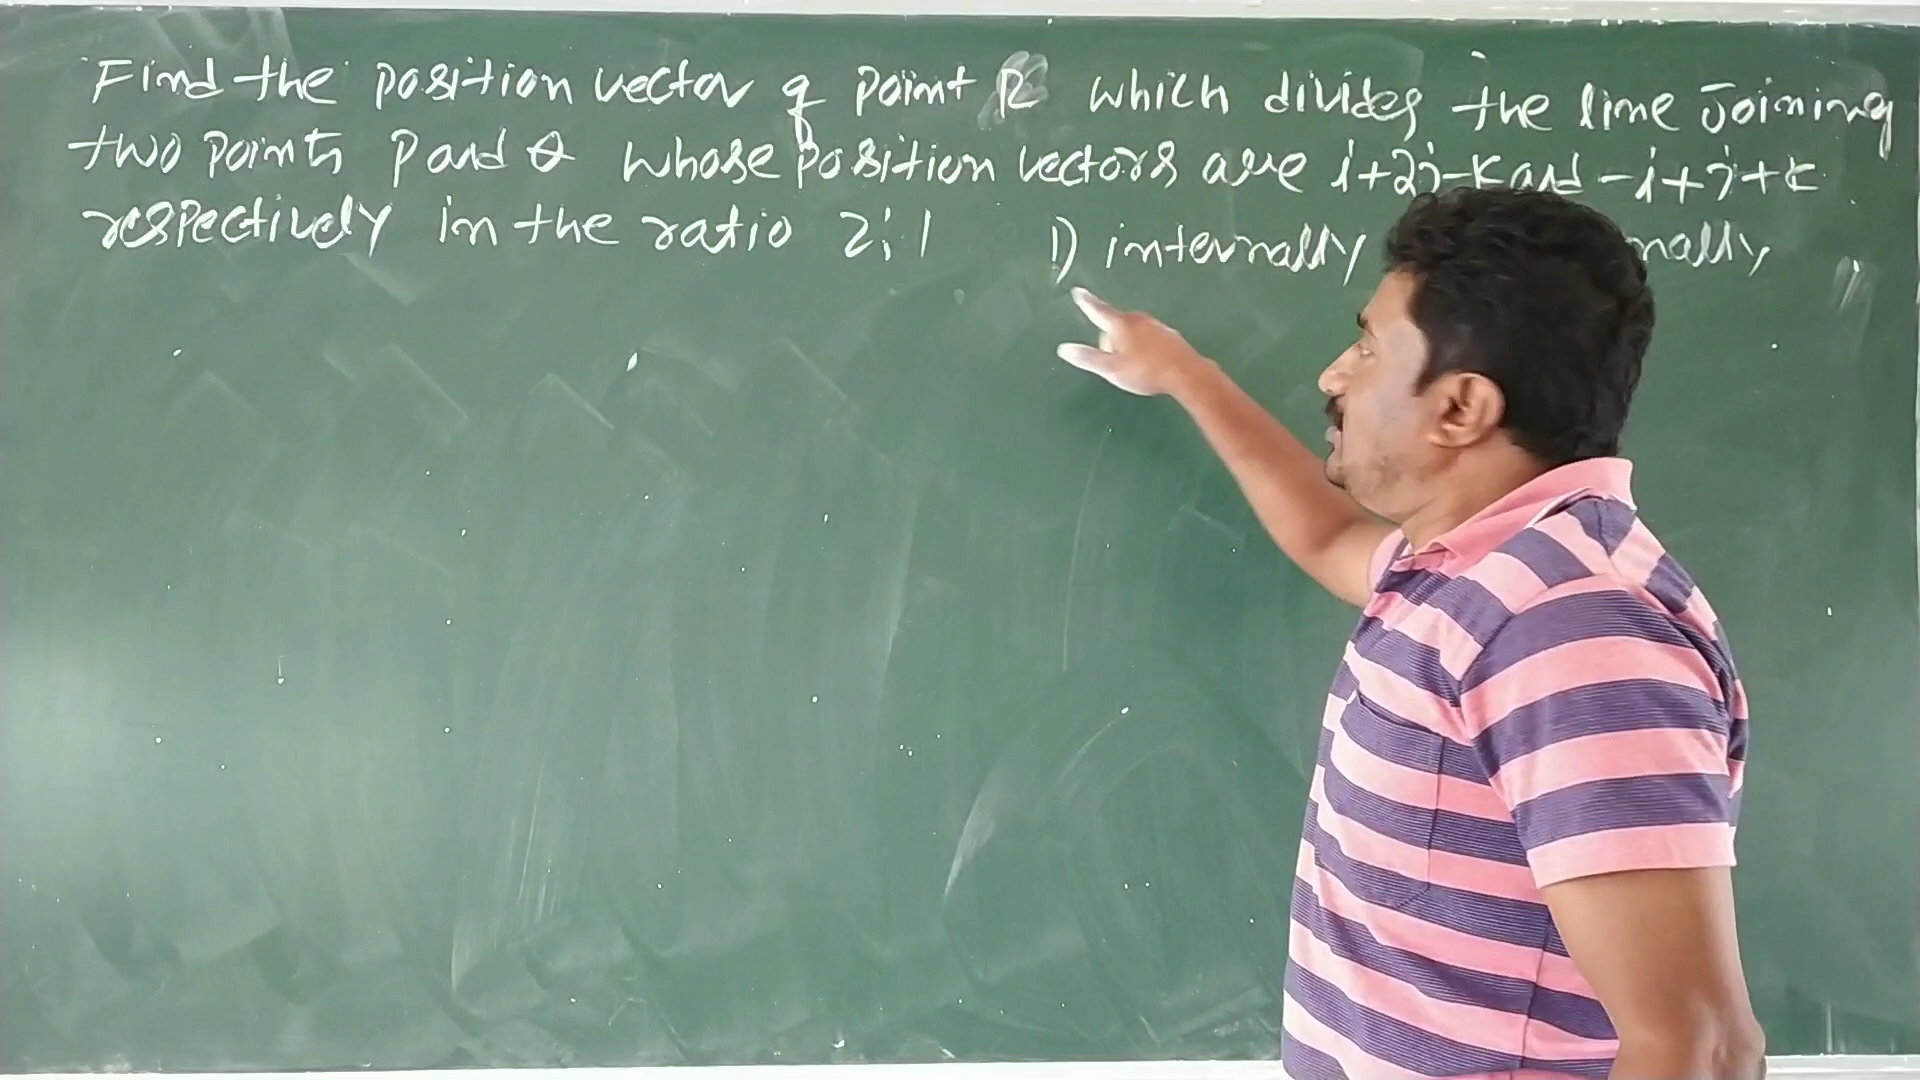 Find the position vector of point R which divides the line Joining
two points P and Q whose position vectors are i+2j-k and -i+j+k
respectively in the ratio 2:1 1) internally nally